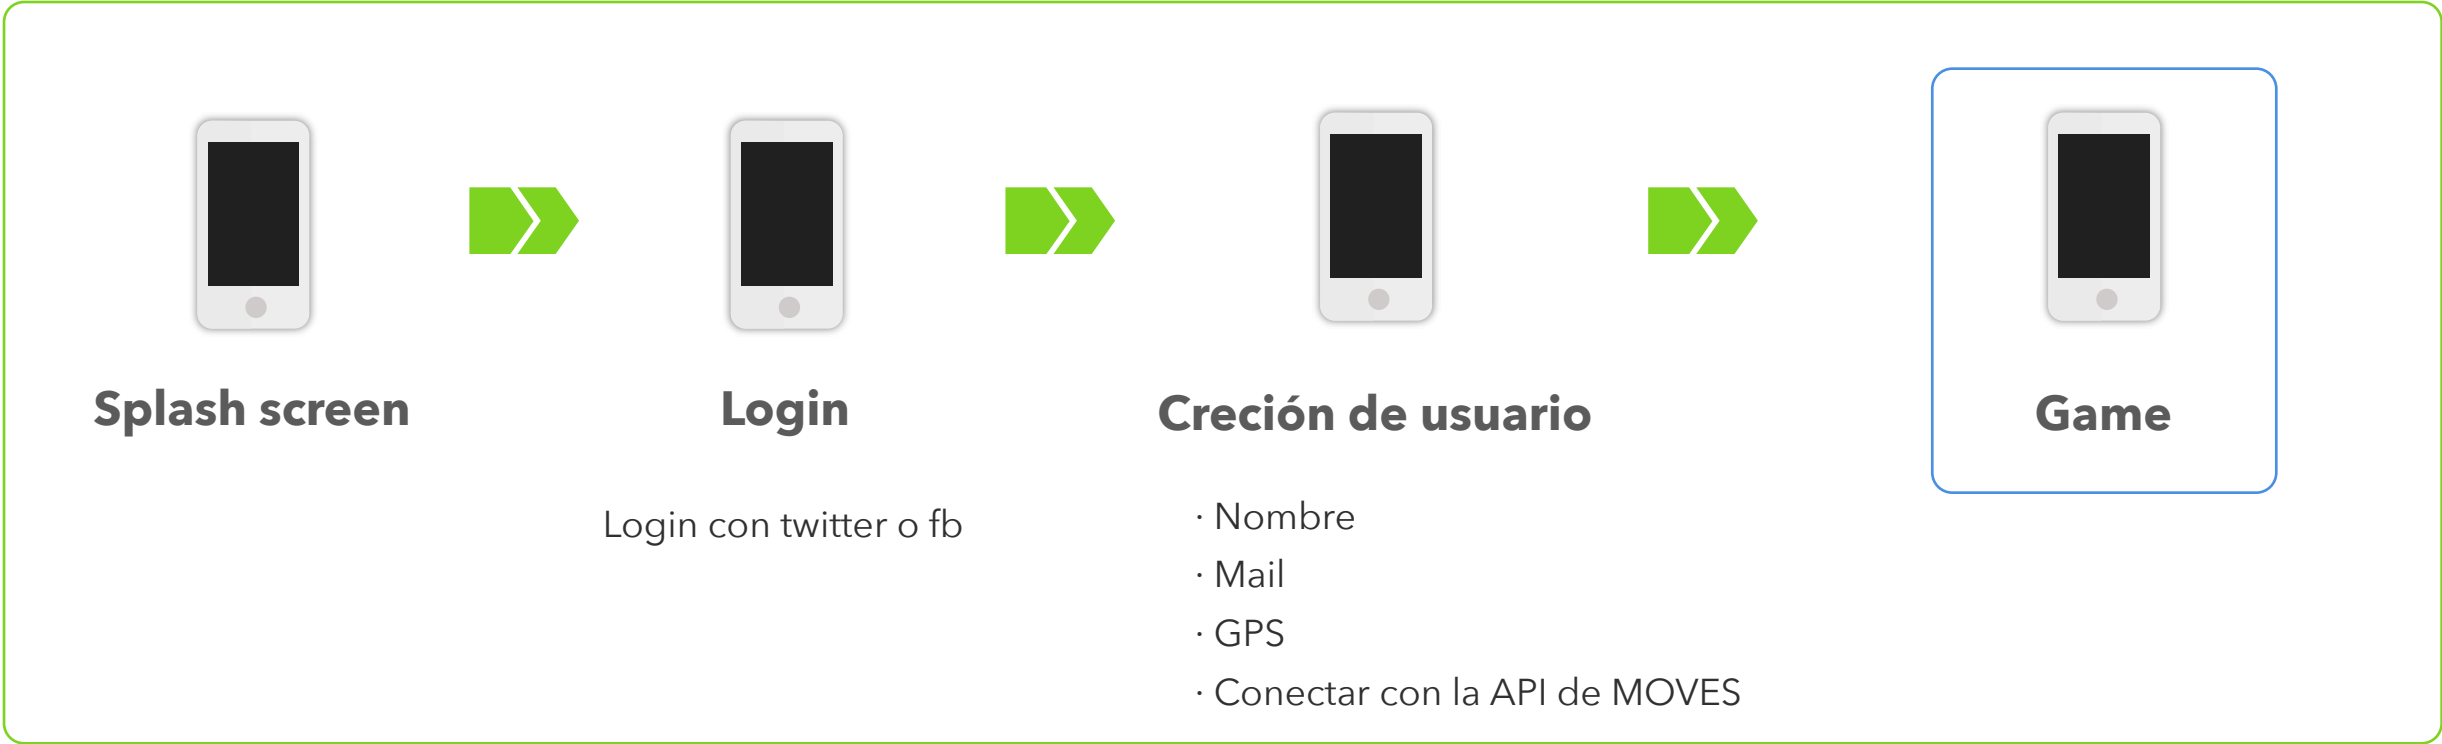 Splash screen
Login
Login con twitter o fb
Creción de usuario
· Nombre
· Mail
· GPS
· Conectar con la API de MOVES
Game